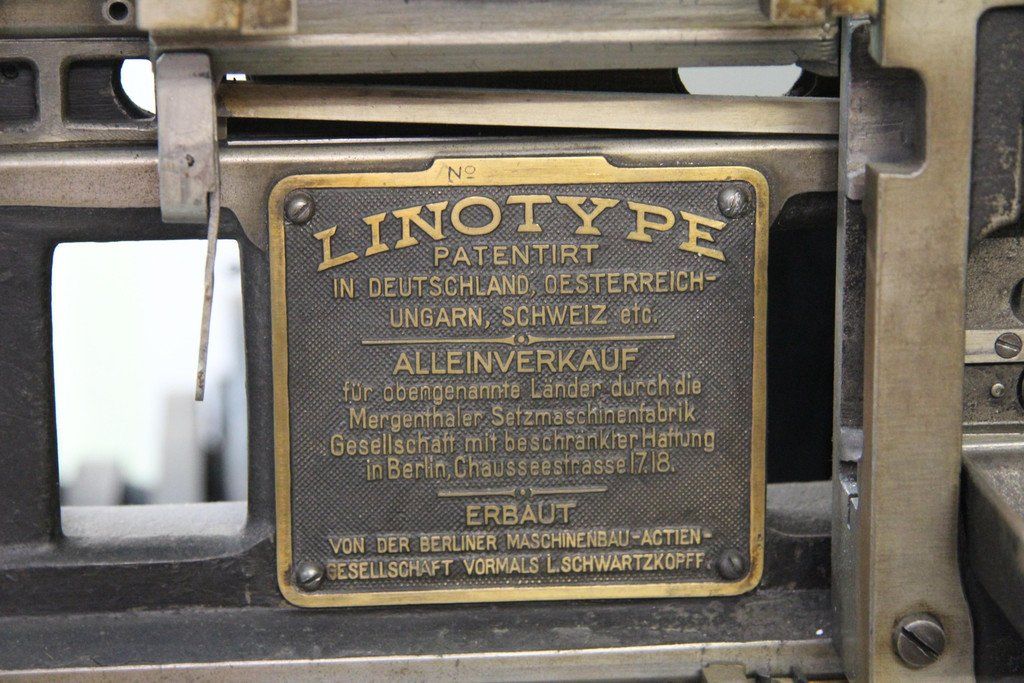 Nº
LINOTYPE
PATENTIRT
IN DEUTSCHLAND, OESTERREICH-
UNGARN, SCHWEIZ etc.
ALLEINVERKAUF
für obengenannte Länder durch die
Mergenthaler Setzmaschinenfabrik
Gesellschaft mit beschränkter Haftung
in Berlin, Chausseestrasse 17.18.
ERBAUT
VON DER BERLINER MASCHINENBAU-ACTIEN-
GESELLSCHAFT VORMALS L. SCHWARTZKOPFF.